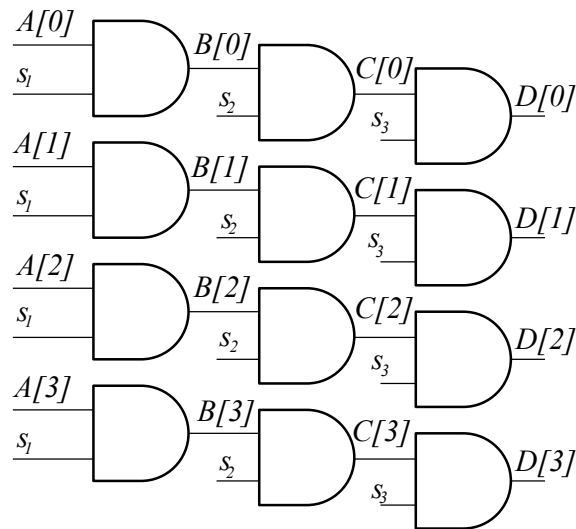 A[0] B[0] C[0] D[0]
s1 s2 s3
A[1] B[1] C[1] D[1]
s1 s2 s3
A[2] B[2] C[2] D[2]
s1 s2 s3
A[3] B[3] C[3] D[3]
s1 s2 s3